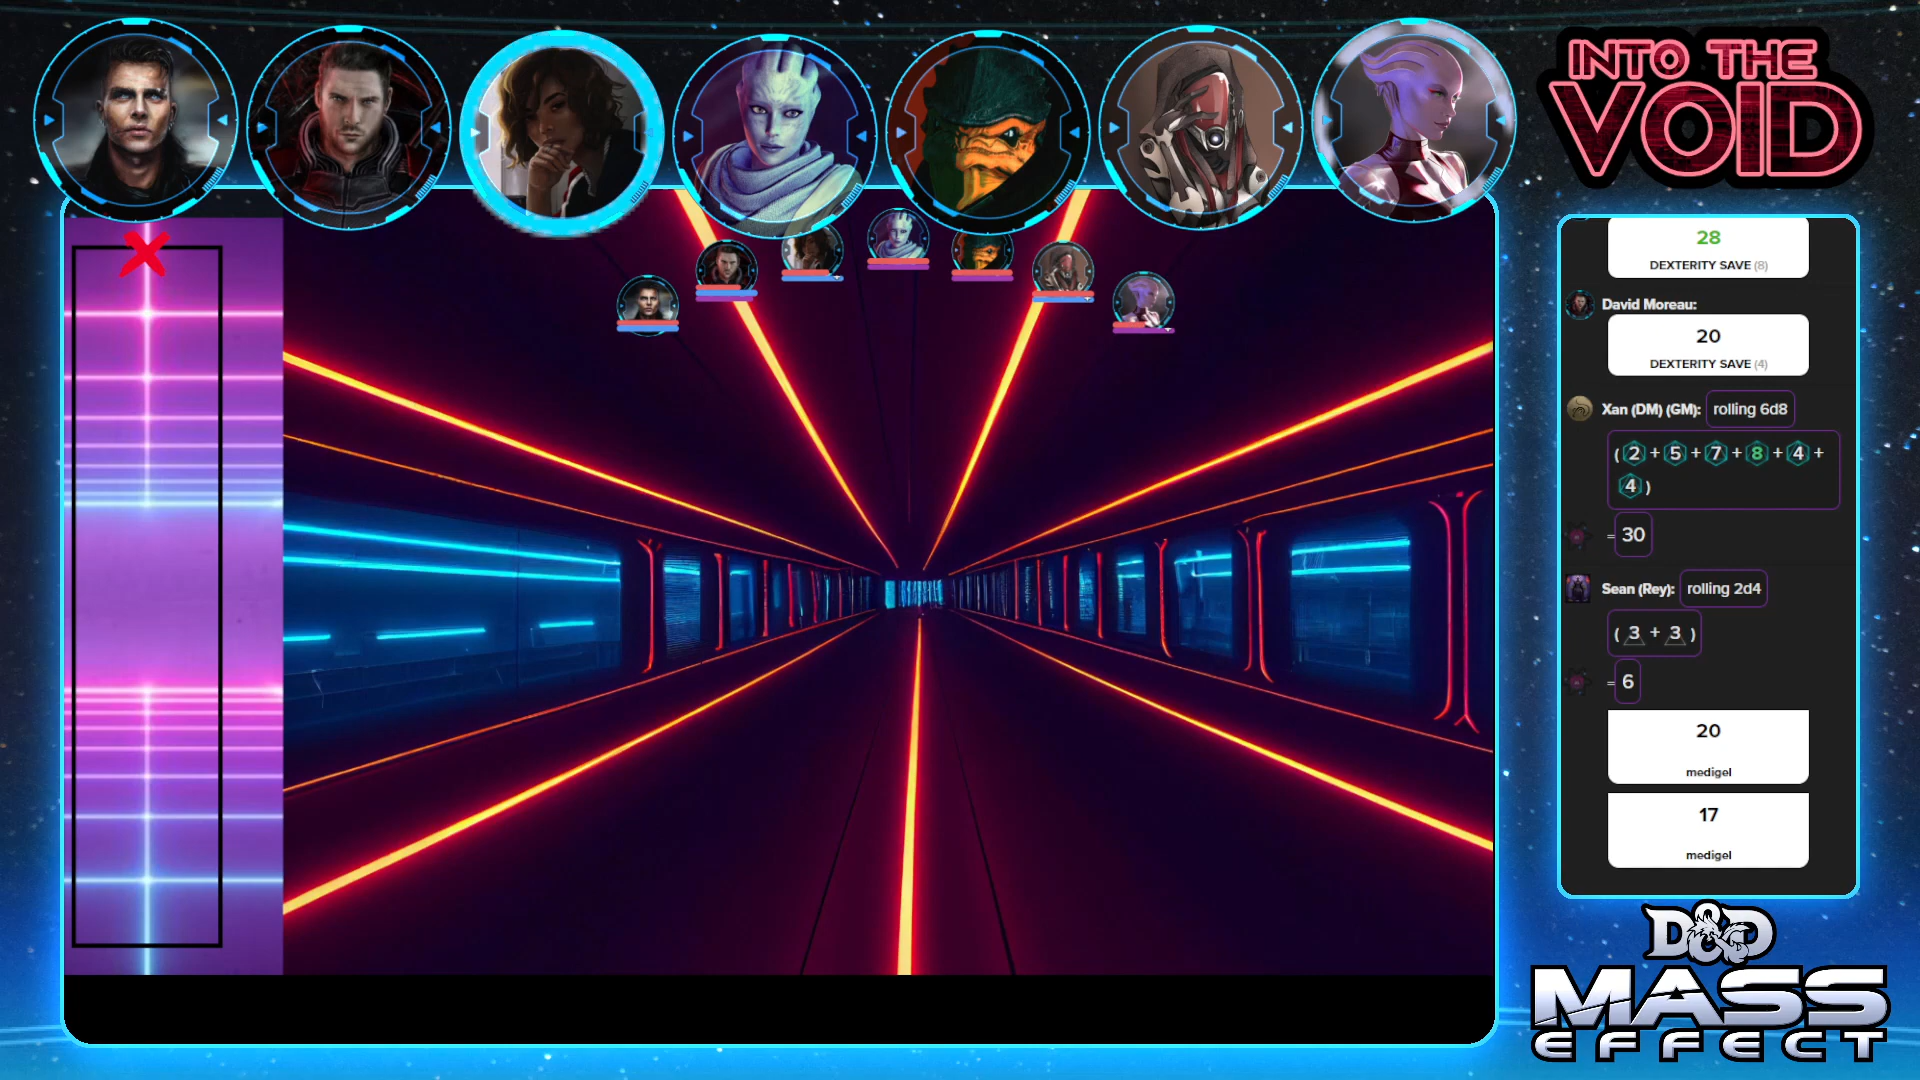 INTO THE
VOID
28
DEXTERITY SAVE (8)
David Moreau:
20
DEXTERITY SAVE (4)
Xan (DM) (GM): rolling 6d8
(2+5+7+8+4+
4)
=30
Sean (Rey): rolling 2d4
(3+3)
=6
20
medigel
17
medigel
D&D
MASS
EFFECT